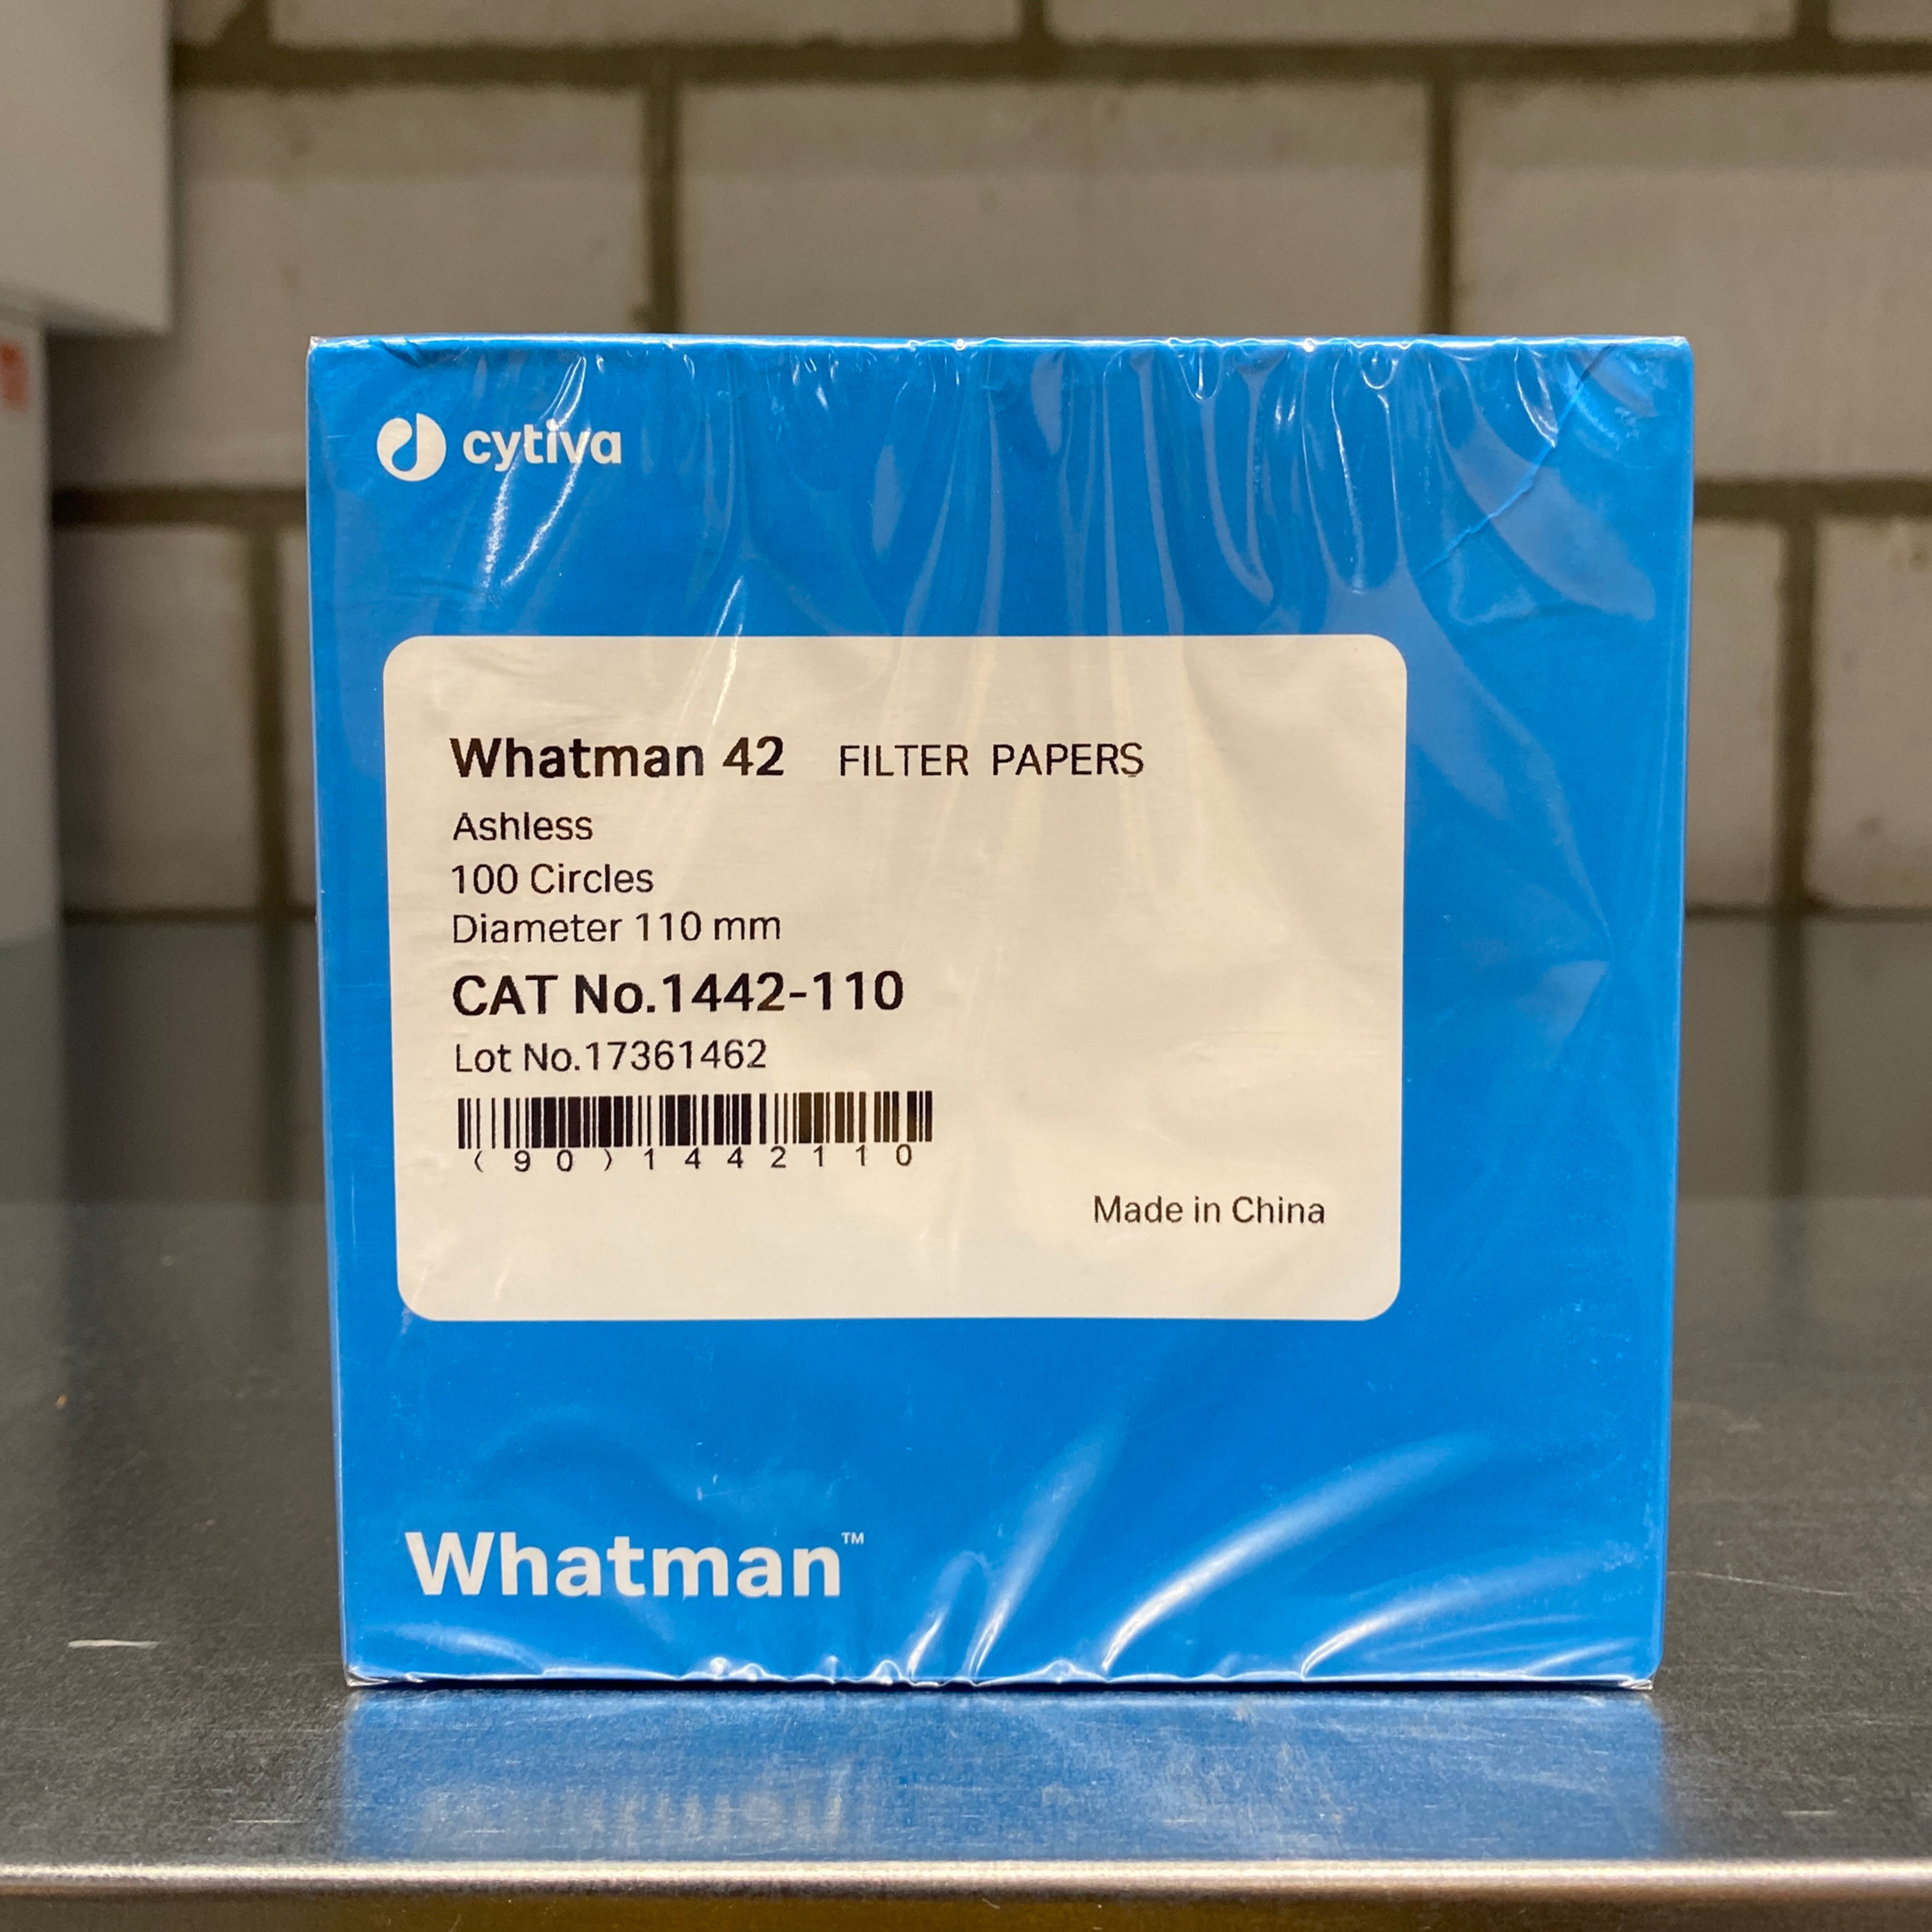 cytiva
Whatman 42 FILTER PAPERS
Ashless
100 Circles
Diameter 110 mm
CAT No.1442-110
Lot No.17361462
(90)1442110
Made in China
Whatman™